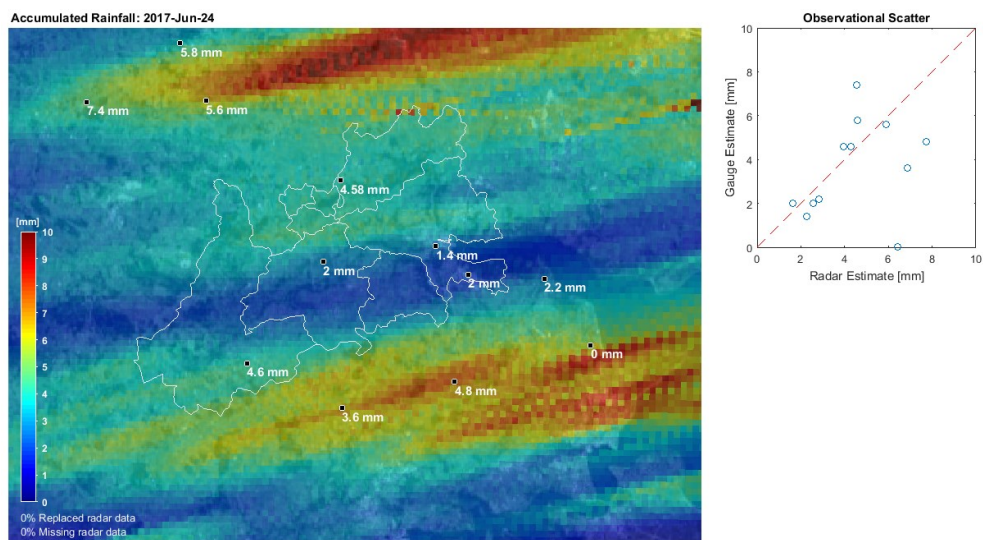 Accumulated Rainfall: 2017-Jun-24
5.8 mm
7.4 mm
5.6 mm
4.58 mm
1.4 mm
2 mm
2 mm
2.2 mm
0 mm
4.6 mm
4.8 mm
3.6 mm
[mm]
10
9
8
7
6
5
4
3
2
1
0
0% Replaced radar data
0% Missing radar data
Observational Scatter
Gauge Estimate [mm]
10
8
6
4
2
0
0 2 4 6 8 10
Radar Estimate [mm]